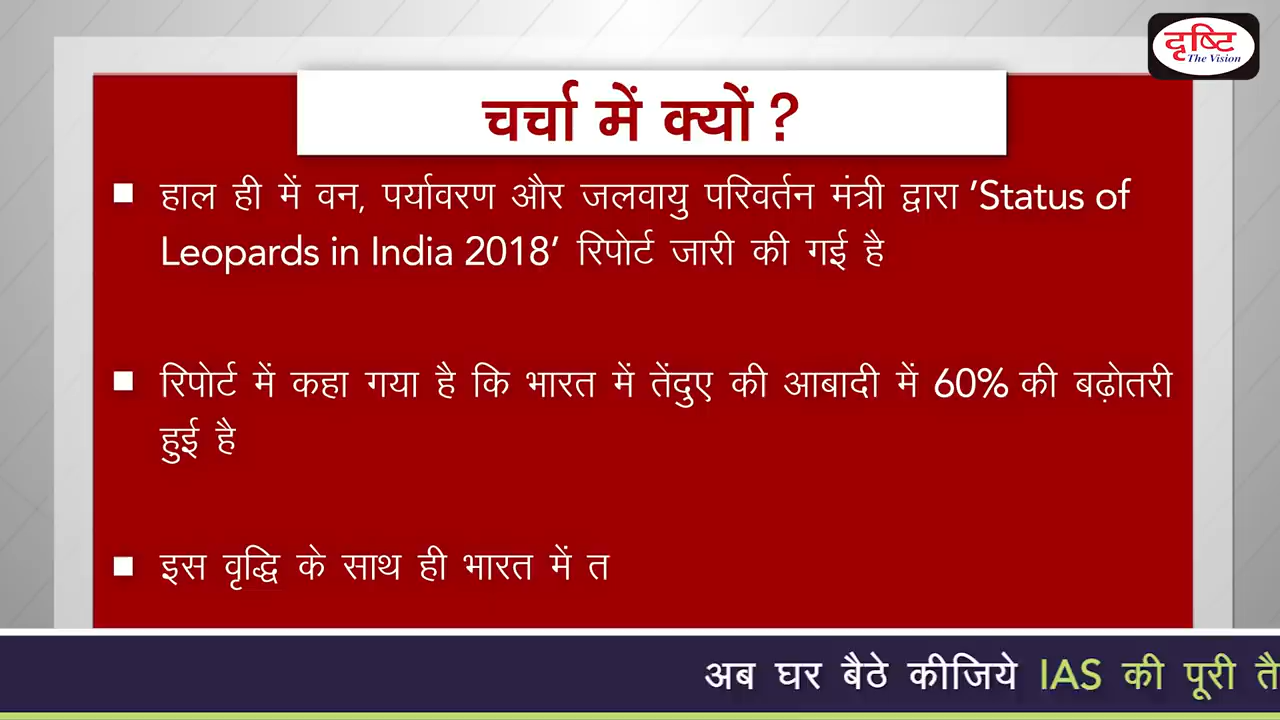 दृष्टि
The Vision
चर्चा में क्यों ?
हाल ही में वन, पर्यावरण और जलवायु परिवर्तन मंत्री द्वारा ’Status of
Leopards in India 2018’ रिपोर्ट जारी की गई है
रिपोर्ट में कहा गया है कि भारत में तेंदुए की आबादी में 60% की बढ़ोतरी
हुई है
इस वृद्धि के साथ ही भारत में त
अब घर बैठे कीजिये IAS की पूरी तै